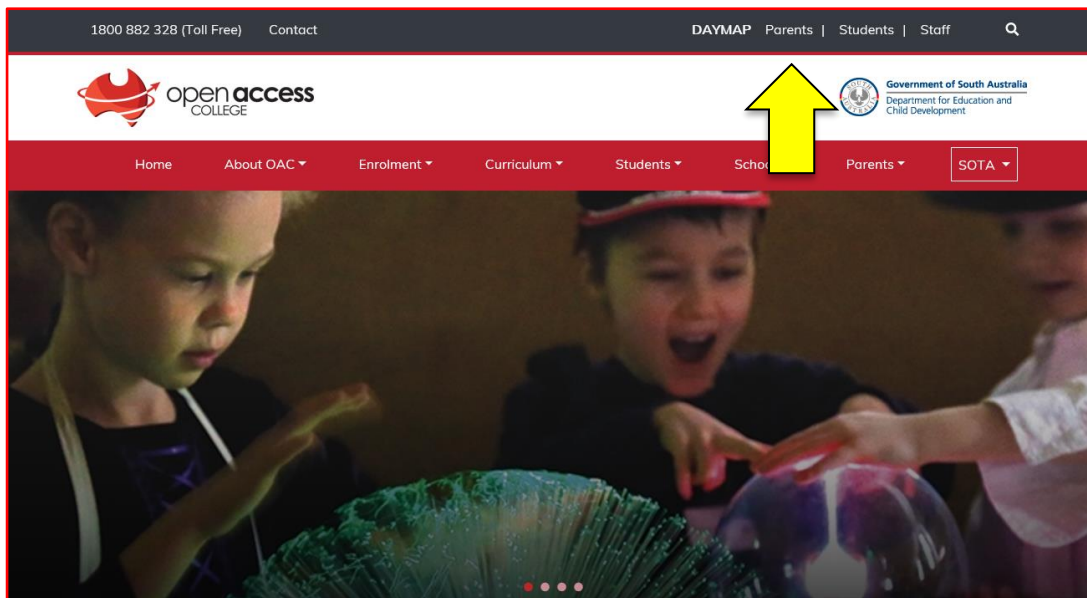 1800 882 328 (Toll Free) Contact DAYMAP Parents | Students | Staff
open access
COLLEGE
Government of South Australia
Department for Education and
Child Development
Home About OAC Enrolment Curriculum Students Parents SOTA